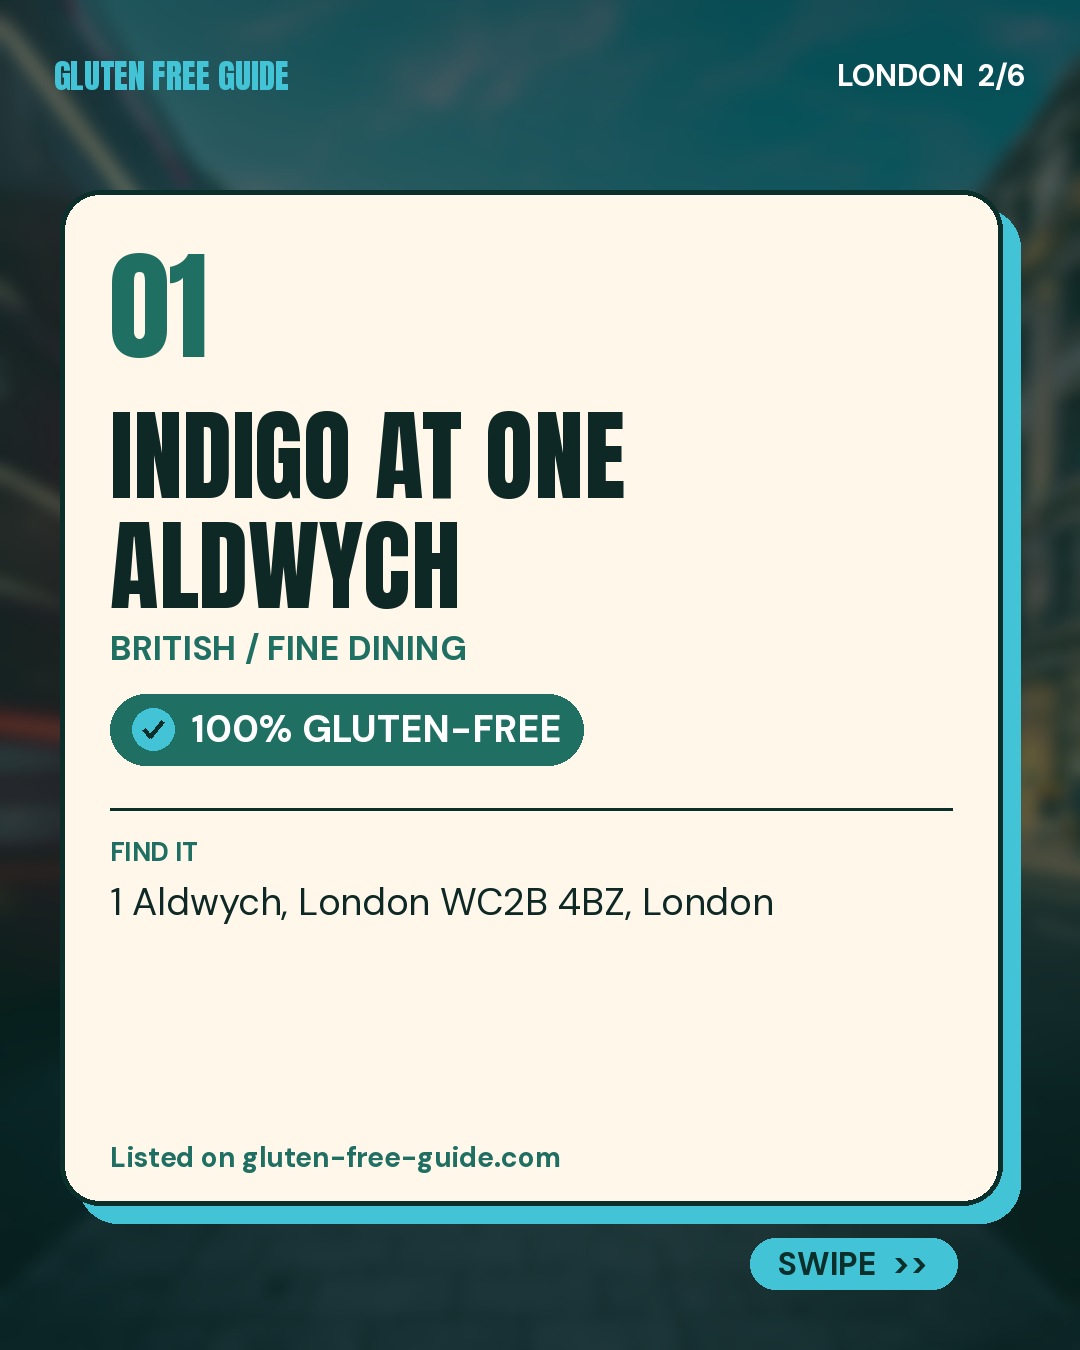 GLUTEN FREE GUIDE
LONDON 2/6
01
INDIGO AT ONE
ALDWYCH
BRITISH / FINE DINING
100% GLUTEN-FREE
FIND IT
1 Aldwych, London WC2B 4BZ, London
Listed on gluten-free-guide.com
SWIPE >>